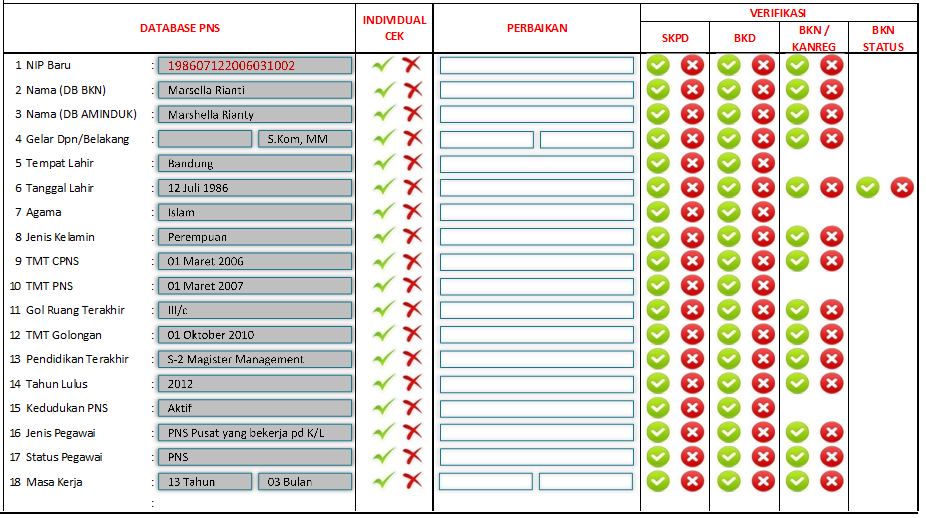 DATABASE PNS INDIVIDUAL CEK PERBAIKAN VERIFIKASI
SKPD BKD BKN / KANREG BKN STATUS
1 NIP Baru : 198607122006031002
2 Nama (DB BKN) : Marsella Rianti
3 Nama (DB AMINDUK) : Marshella Rianty
4 Gelar Dpn/Belakang : S.Kom, MM
5 Tempat Lahir : Bandung
6 Tanggal Lahir : 12 Juli 1986
7 Agama : Islam
8 Jenis Kelamin : Perempuan
9 TMT CPNS : 01 Maret 2006
10 TMT PNS : 01 Maret 2007
11 Gol Ruang Terakhir : III/c
12 TMT Golongan : 01 Oktober 2010
13 Pendidikan Terakhir : S-2 Magister Management
14 Tahun Lulus : 2012
15 Kedudukan PNS : Aktif
16 Jenis Pegawai : PNS Pusat yang bekerja pd K/L
17 Status Pegawai : PNS
18 Masa Kerja : 13 Tahun 03 Bulan
: